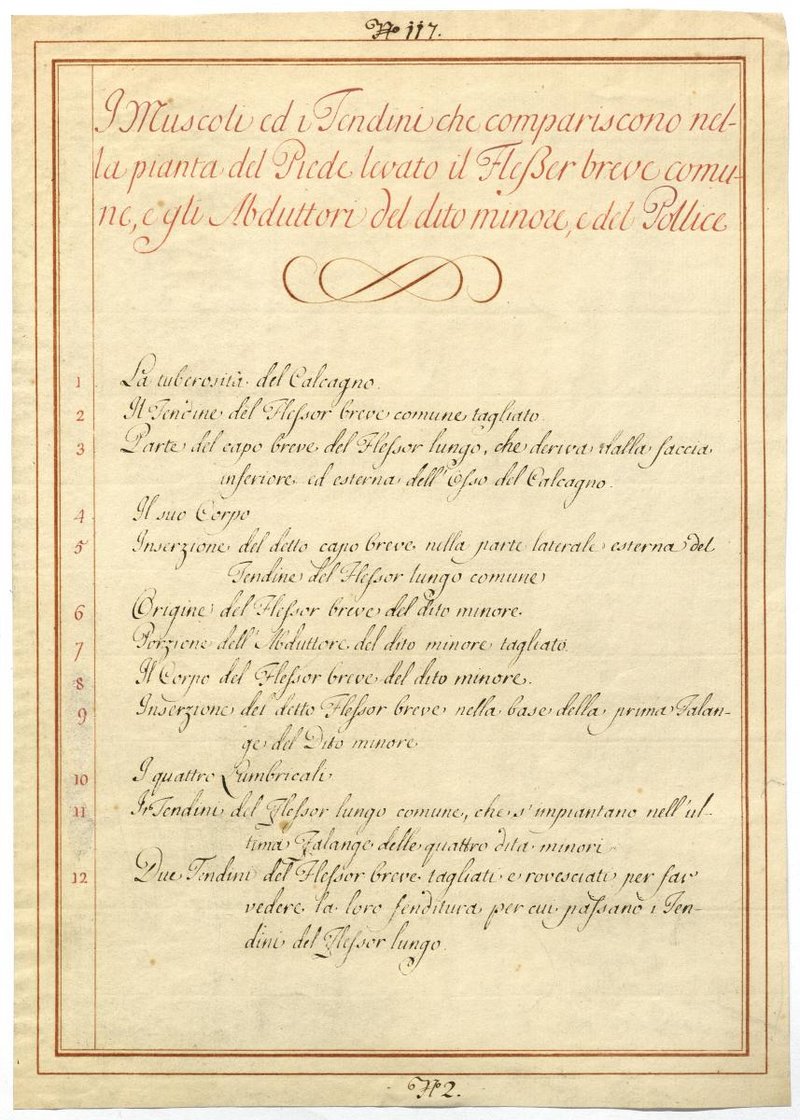 No 117.
I Muscoli ed i Tendini che compariscono nel-
la pianta del Piede levato il Fleßer breve comu-
ne, e gli Abduttori del dito minore, e del Pollice
1 La tuberosità del Calcagno.
2 Il Tendine del Flessor breve comune tagliato
3 Parte del capo breve del Flessor lungo, che deriva dalla faccia
inferiore ed esterna dell'Osso del Calcagno.
4 Il suo Corpo
5 Inserzione del detto capo breve nella parte laterale esterna del
Tendine del Flessor lungo comune
6 Origine del Flessor breve del dito minore.
7 Porzione dell'Abduttore del dito minore tagliato.
8 Il Corpo del Flessor breve del dito minore.
9 Inserzione del detto Flessor breve nella base della prima Falan-
ge del Dito minore
10 I quattro Lumbricali
11 I Tendini del Flessor lungo comune, che s'impiantano nell'ul-
tima Falange delle quattro dita minori
12 Due Tendini del Flessor breve tagliati e rovesciati per far
vedere la loro fenditura per cui passano i Ten-
dini del Flessor lungo.
No 2.